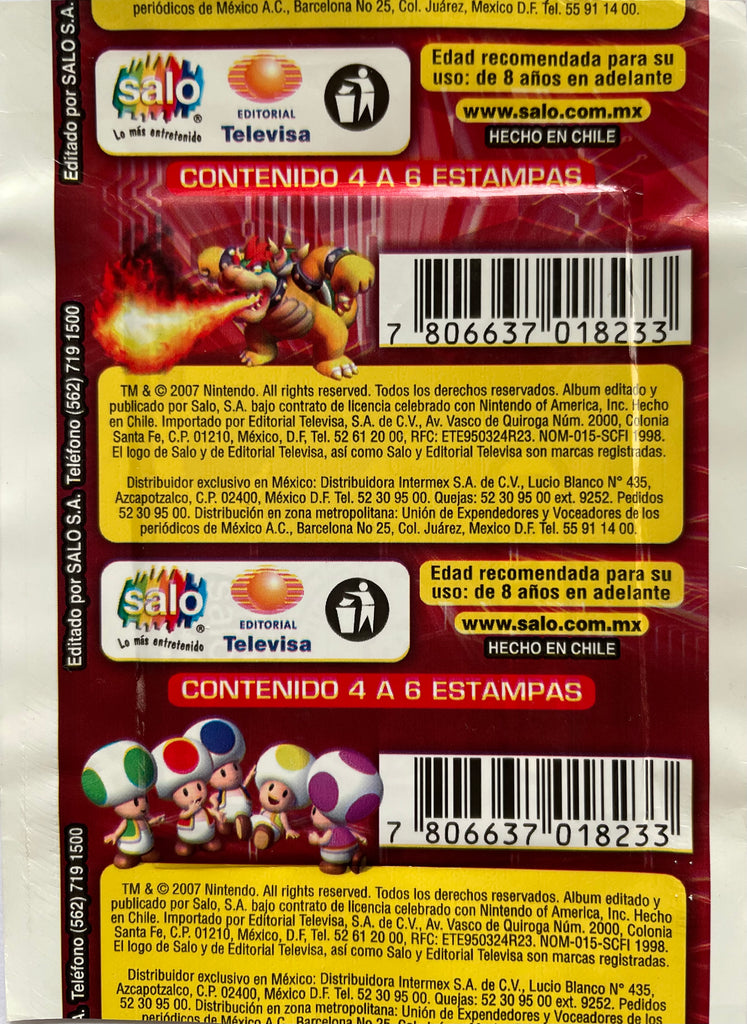 periódicos de México A.C., Barcelona No 25, Col. Juárez, Mexico D.F. Tel. 55 91 14 00.
Editado por SALO S.A.
salo
®
Lo más entretenido
EDITORIAL
Televisa
Edad recomendada para su
uso: de 8 años en adelante
www.salo.com.mx
HECHO EN CHILE
CONTENIDO 4 A 6 ESTAMPAS
7 806637 018233
Editado por SALO S.A. Teléfono (562) 719 1500
TM & © 2007 Nintendo. All rights reserved. Todos los derechos reservados. Album editado y
publicado por Salo, S.A. bajo contrato de licencia celebrado con Nintendo of America, Inc. Hecho
en Chile. Importado por Editorial Televisa, S.A. de C.V., Av. Vasco de Quiroga Núm. 2000, Colonia
Santa Fe, C.P. 01210, México, D.F, Tel. 52 61 20 00, RFC: ETE950324R23. NOM-015-SCFI 1998.
El logo de Salo y de Editorial Televisa, así como Salo y Editorial Televisa son marcas registradas.
Distribuidor exclusivo en México: Distribuidora Intermex S.A. de C.V., Lucio Blanco N° 435,
Azcapotzalco, C.P. 02400, México D.F. Tel. 52 30 95 00. Quejas: 52 30 95 00 ext. 9252. Pedidos
52 30 95 00. Distribución en zona metropolitana: Unión de Expendedores y Voceadores de los
periódicos de México A.C., Barcelona No 25, Col. Juárez, Mexico D.F. Tel. 55 91 14 00.
salo
®
Lo más entretenido
EDITORIAL
Televisa
Edad recomendada para su
uso: de 8 años en adelante
www.salo.com.mx
HECHO EN CHILE
CONTENIDO 4 A 6 ESTAMPAS
7 806637 018233
A. Teléfono (562) 719 1500
TM & © 2007 Nintendo. All rights reserved. Todos los derechos reservados. Album editado y
publicado por Salo, S.A. bajo contrato de licencia celebrado con Nintendo of America, Inc. Hecho
en Chile. Importado por Editorial Televisa, S.A. de C.V., Av. Vasco de Quiroga Núm. 2000, Colonia
Santa Fe, C.P. 01210, México, D.F, Tel. 52 61 20 00, RFC: ETE950324R23. NOM-015-SCFI 1998.
El logo de Salo y de Editorial Televisa, así como Salo y Editorial Televisa son marcas registradas.
Distribuidor exclusivo en México: Distribuidora Intermex S.A. de C.V., Lucio Blanco N° 435,
Azcapotzalco, C.P. 02400, México D.F. Tel. 52 30 95 00. Quejas: 52 30 95 00 ext. 9252. Pedidos
52 30 95 00. Distribución en zona metropolitana: Unión de Expendedores y Voceadores de los
periódicos de México A.C., Barcelona No 25, Col. Juárez, Mexico D.F. Tel. 55 91 14 00.